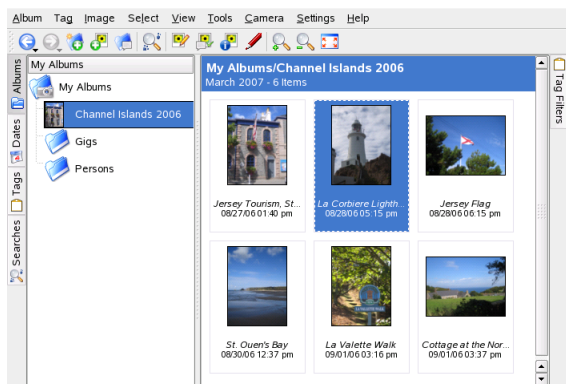 Album Tag Image Select View Tools Camera Settings Help
Albums
Dates
Tags
Searches
My Albums
My Albums
Channel Islands 2006
Gigs
Persons
My Albums/Channel Islands 2006
March 2007 - 6 Items
Jersey Tourism, St...
08/27/06 01:40 pm
La Corbiere Lighth...
08/28/06 05:15 pm
Jersey Flag
08/28/06 06:15 pm
St. Ouen's Bay
08/30/06 12:37 pm
La Valette Walk
09/01/06 03:16 pm
Cottage at the Nor...
09/01/06 03:37 pm
Tag Filters